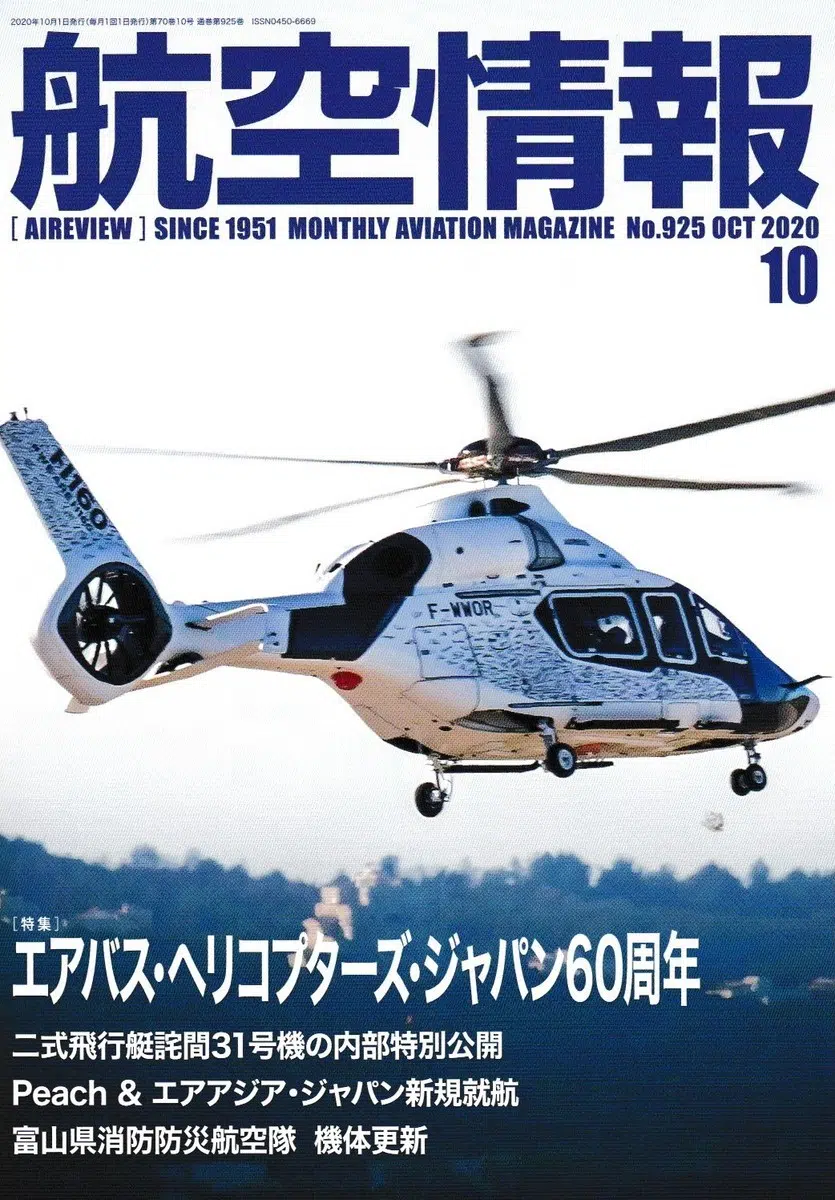 2020年10月1日発行(毎月1回1日発行)第70巻10号 通巻第925巻 ISSN0450-6669
航空情報
[ AIREVIEW ] SINCE 1951 MONTHLY AVIATION MAGAZINE No.925 OCT 2020
10
H160
F-WWOR
[特集]
エアバス・ヘリコプターズ・ジャパン60周年
二式飛行艇詫間31号機の内部特別公開
Peach & エアアジア・ジャパン新規就航
富山県消防防災航空隊 機体更新